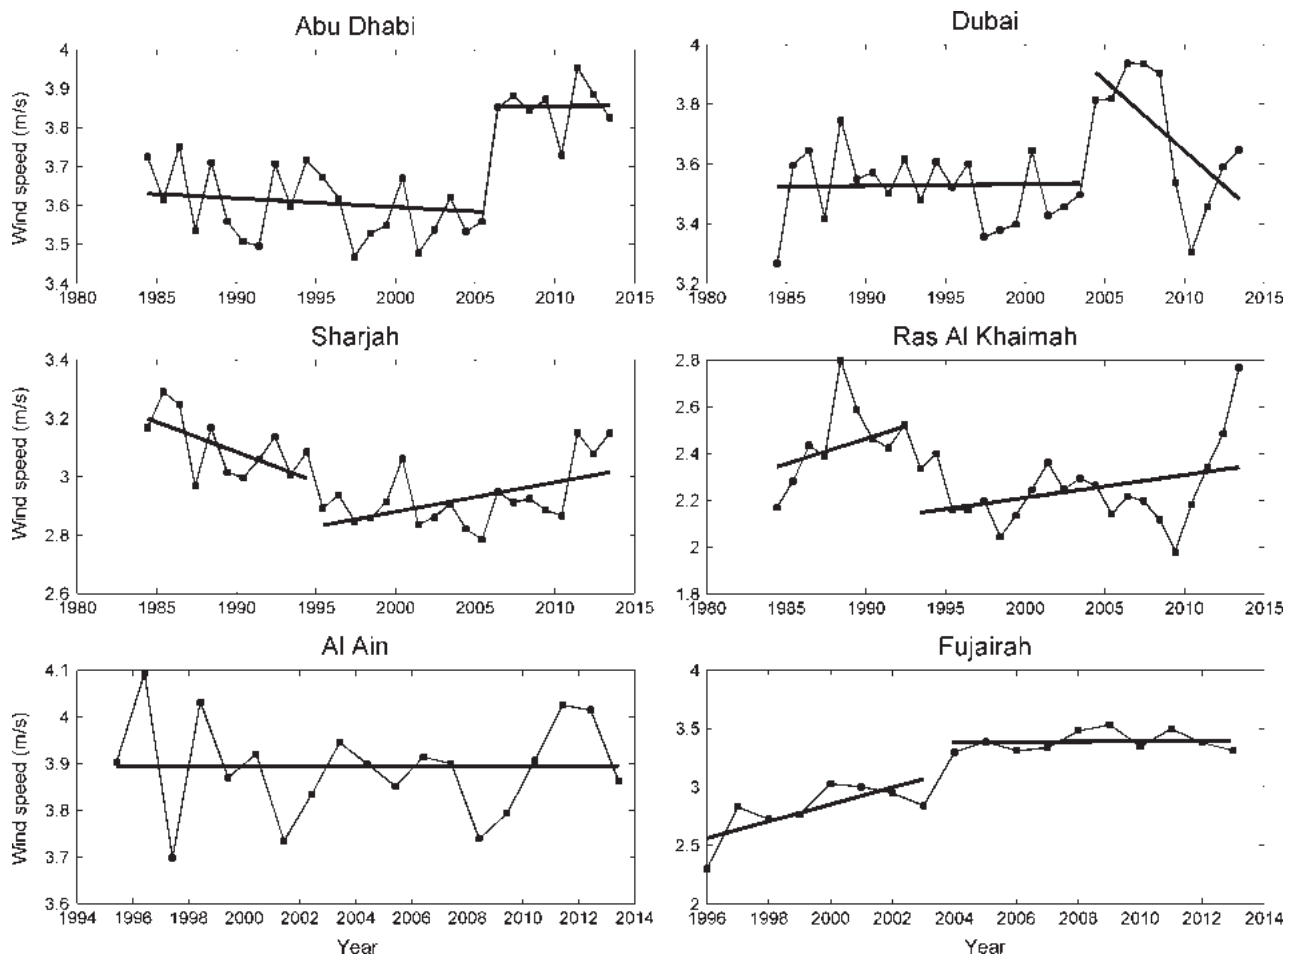 Abu Dhabi
Dubai
Wind speed (m/s)
4
3.9
3.8
3.7
3.6
3.5
3.4
1980 1985 1990 1995 2000 2005 2010 2015
4
3.8
3.6
3.4
3.2
1980 1985 1990 1995 2000 2005 2010 2015
Sharjah
Ras Al Khaimah
Wind speed (m/s)
3.4
3.2
3
2.8
2.6
1980 1985 1990 1995 2000 2005 2010 2015
2.8
2.6
2.4
2.2
2
1.8
1980 1985 1990 1995 2000 2005 2010 2015
Al Ain
Fujairah
Wind speed (m/s)
4.1
4
3.9
3.8
3.7
3.6
1994 1996 1998 2000 2002 2004 2006 2008 2010 2012 2014
Year
4
3.5
3
2.5
2
1996 1998 2000 2002 2004 2006 2008 2010 2012 2014
Year